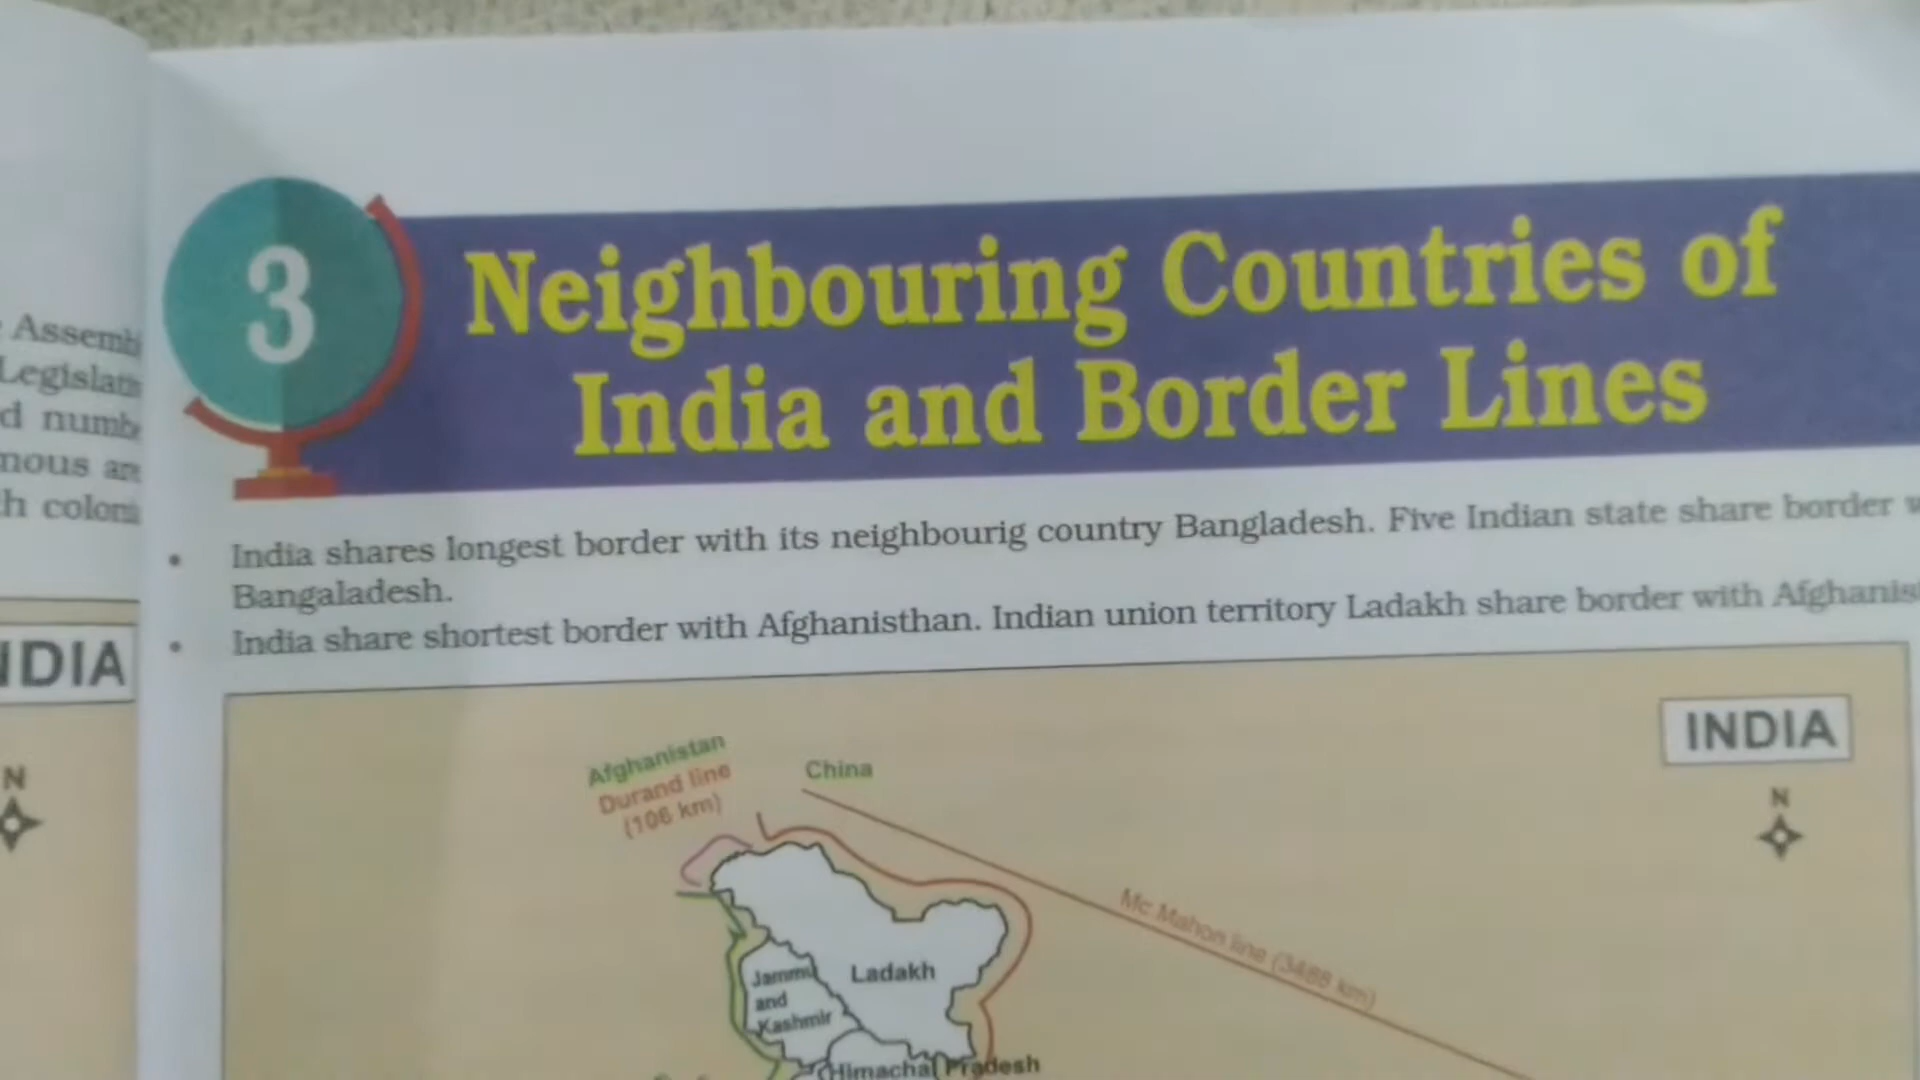 Assemb
Legislat
d numb
nous are
h coloni
INDIA
N
3
Neighbouring Countries of
India and Border Lines
• India shares longest border with its neighbourig country Bangladesh. Five Indian state share border w
Bangaladesh.
• India share shortest border with Afghanisthan. Indian union territory Ladakh share border with Afghanis
INDIA
N
Afghanistan
Durand line
(106 km)
China
Mc Mahon line (3488 km)
Jammu
and
Kashmir
Ladakh
Himachal Pradesh